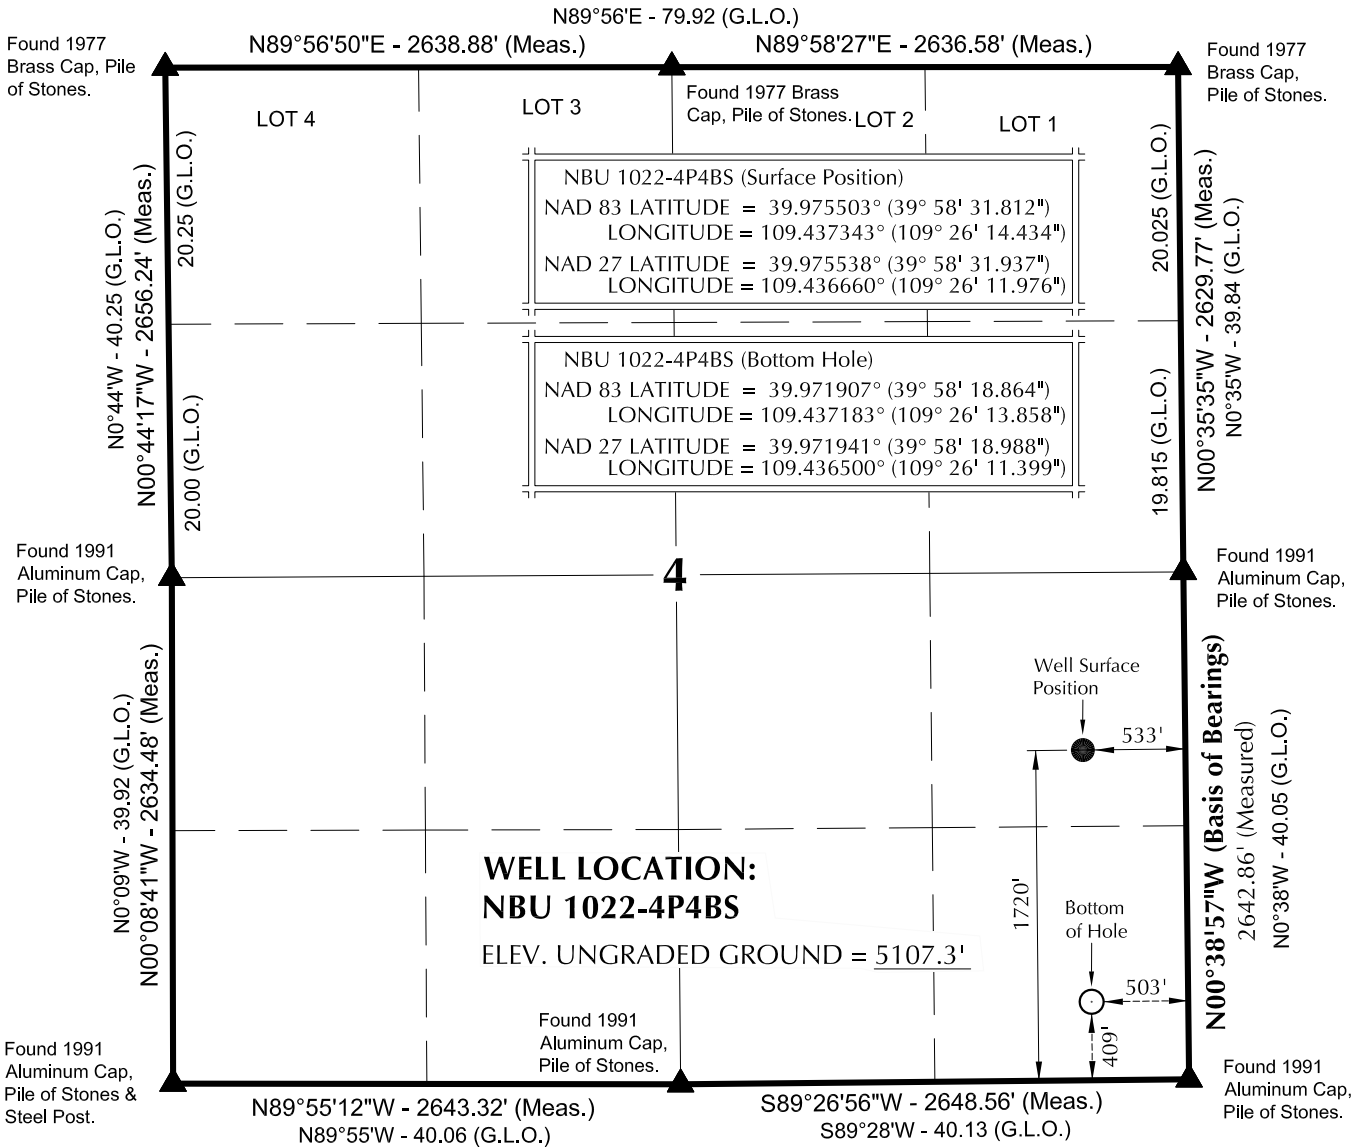 N89°56'E - 79.92 (G.L.O.)
N89°56'50"E - 2638.88' (Meas.)
N89°58'27"E - 2636.58' (Meas.)
Found 1977
Brass Cap, Pile
of Stones.
Found 1977 Brass
Cap, Pile of Stones.
Found 1977
Brass Cap,
Pile of Stones.
LOT 4
LOT 3
LOT 2
LOT 1
20.25 (G.L.O.)
N0°44'W - 40.25 (G.L.O.)
N00°44'17"W - 2656.24' (Meas.)
20.00 (G.L.O.)
20.025 (G.L.O.)
N00°35'35"W - 2629.77' (Meas.)
N0°35'W - 39.84 (G.L.O.)
19.815 (G.L.O.)
NBU 1022-4P4BS (Surface Position)
NAD 83 LATITUDE = 39.975503° (39° 58' 31.812")
LONGITUDE = 109.437343° (109° 26' 14.434")
NAD 27 LATITUDE = 39.975538° (39° 58' 31.937")
LONGITUDE = 109.436660° (109° 26' 11.976")
NBU 1022-4P4BS (Bottom Hole)
NAD 83 LATITUDE = 39.971907° (39° 58' 18.864")
LONGITUDE = 109.437183° (109° 26' 13.858")
NAD 27 LATITUDE = 39.971941° (39° 58' 18.988")
LONGITUDE = 109.436500° (109° 26' 11.399")
Found 1991
Aluminum Cap,
Pile of Stones.
4
Found 1991
Aluminum Cap,
Pile of Stones.
N0°09'W - 39.92 (G.L.O.)
N00°08'41"W - 2634.48' (Meas.)
Well Surface
Position
533'
1720'
Bottom
of Hole
503'
409'
N00°38'57"W (Basis of Bearings)
2642.86' (Measured)
N0°38'W - 40.05 (G.L.O.)
WELL LOCATION:
NBU 1022-4P4BS
ELEV. UNGRADED GROUND = 5107.3'
Found 1991
Aluminum Cap,
Pile of Stones &
Steel Post.
Found 1991
Aluminum Cap,
Pile of Stones.
Found 1991
Aluminum Cap,
Pile of Stones.
N89°55'12"W - 2643.32' (Meas.)
N89°55'W - 40.06 (G.L.O.)
S89°26'56"W - 2648.56' (Meas.)
S89°28'W - 40.13 (G.L.O.)